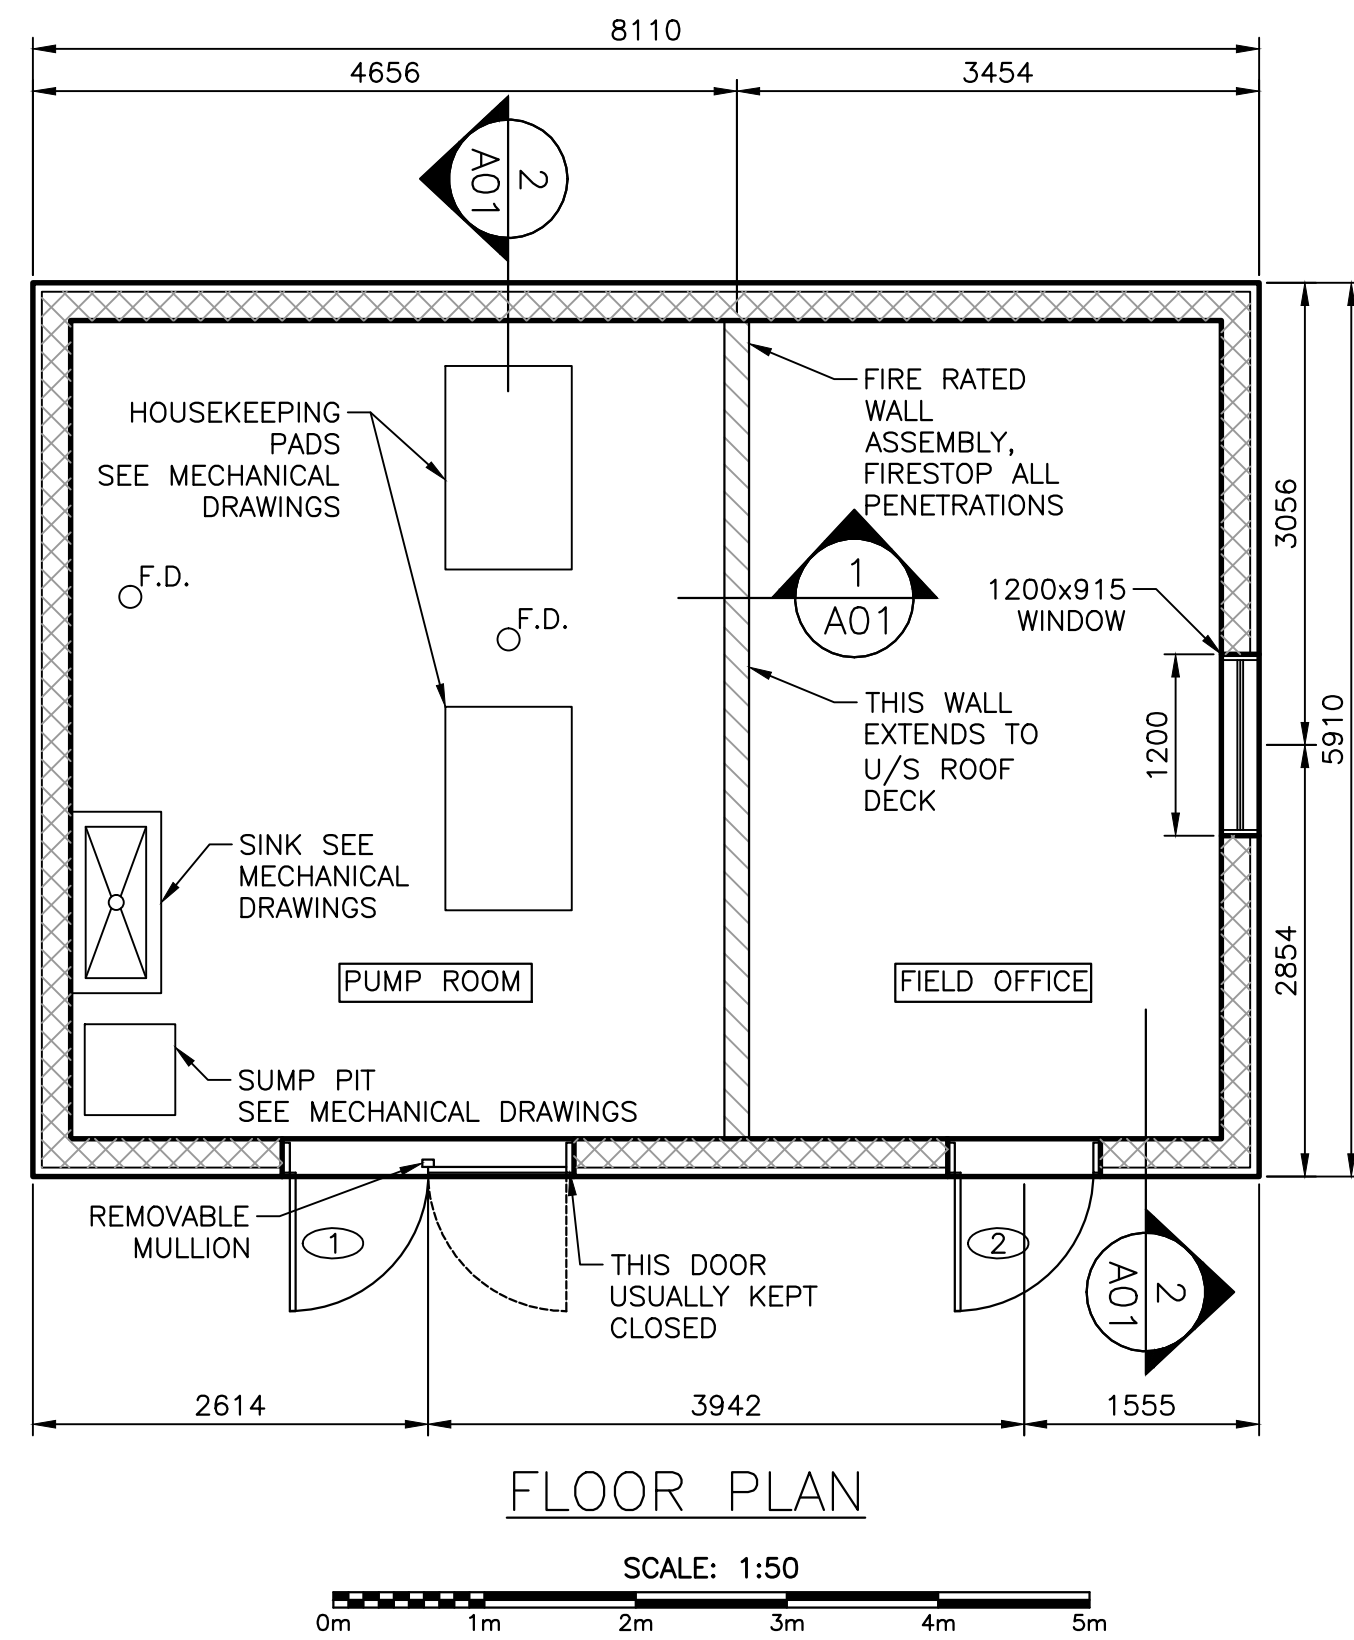 8110
4656
3454
2
A01
HOUSEKEEPING
PADS
SEE MECHANICAL
DRAWINGS
FIRE RATED
WALL
ASSEMBLY,
FIRESTOP ALL
PENETRATIONS
F.D.
F.D.
1
A01
1200x915
WINDOW
3056
5910
THIS WALL
EXTENDS TO
U/S ROOF
DECK
1200
SINK SEE
MECHANICAL
DRAWINGS
2854
PUMP ROOM
FIELD OFFICE
SUMP PIT
SEE MECHANICAL DRAWINGS
REMOVABLE
MULLION
1
THIS DOOR
USUALLY KEPT
CLOSED
2
2
A01
2614
3942
1555
FLOOR PLAN
SCALE: 1:50
0m 1m 2m 3m 4m 5m